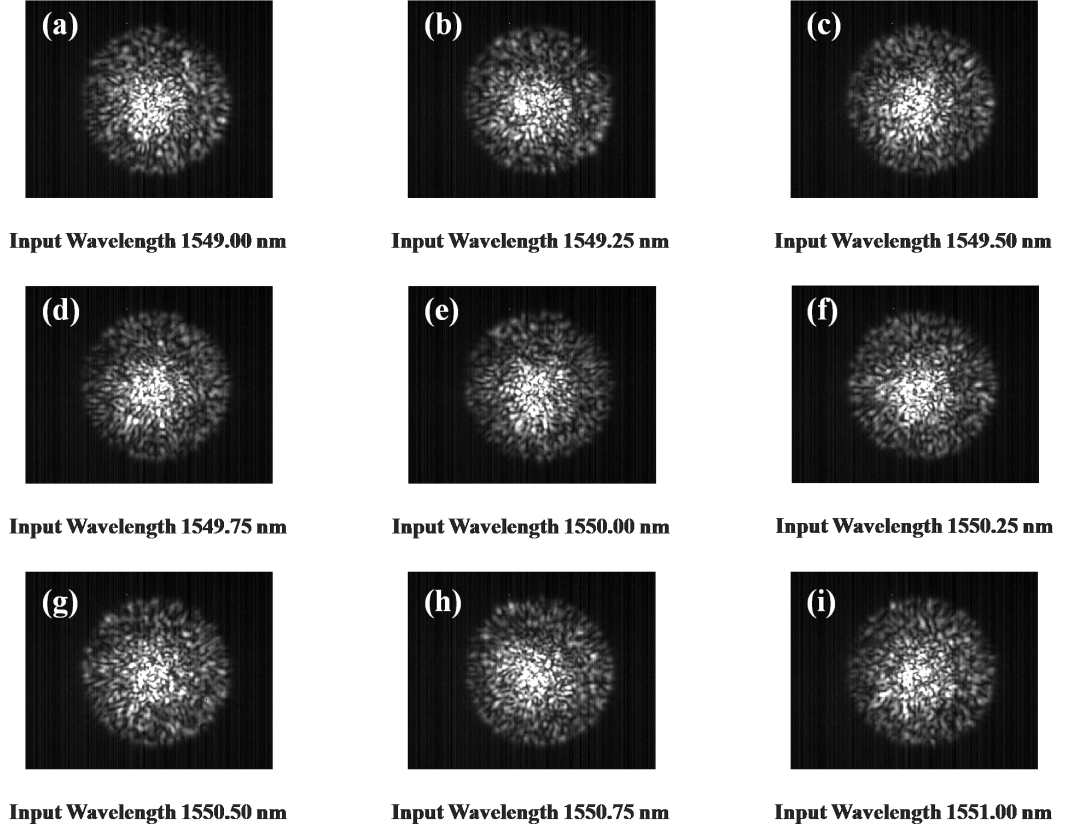 (a) (b) (c)
Input Wavelength 1549.00 nm Input Wavelength 1549.25 nm Input Wavelength 1549.50 nm
(d) (e) (f)
Input Wavelength 1549.75 nm Input Wavelength 1550.00 nm Input Wavelength 1550.25 nm
(g) (h) (i)
Input Wavelength 1550.50 nm Input Wavelength 1550.75 nm Input Wavelength 1551.00 nm